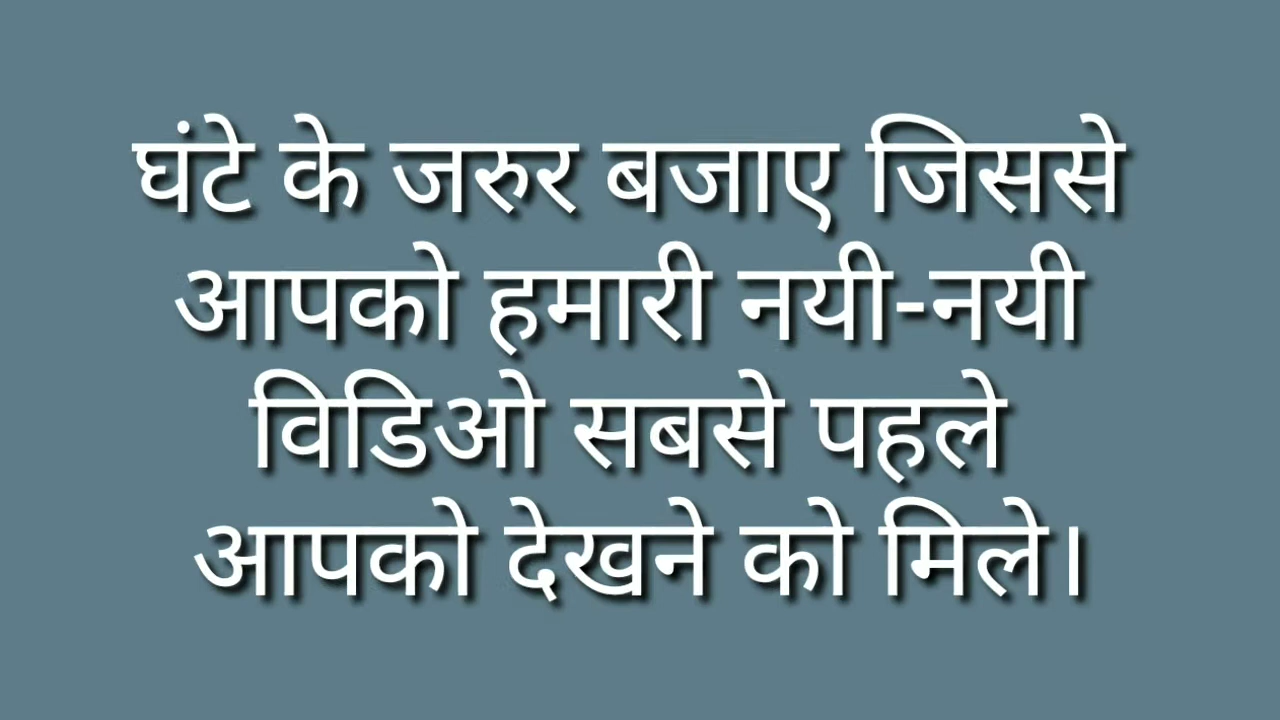 घंटे के जरुर बजाए जिससे
आपको हमारी नयी-नयी
विडिओ सबसे पहले
आपको देखने को मिले।